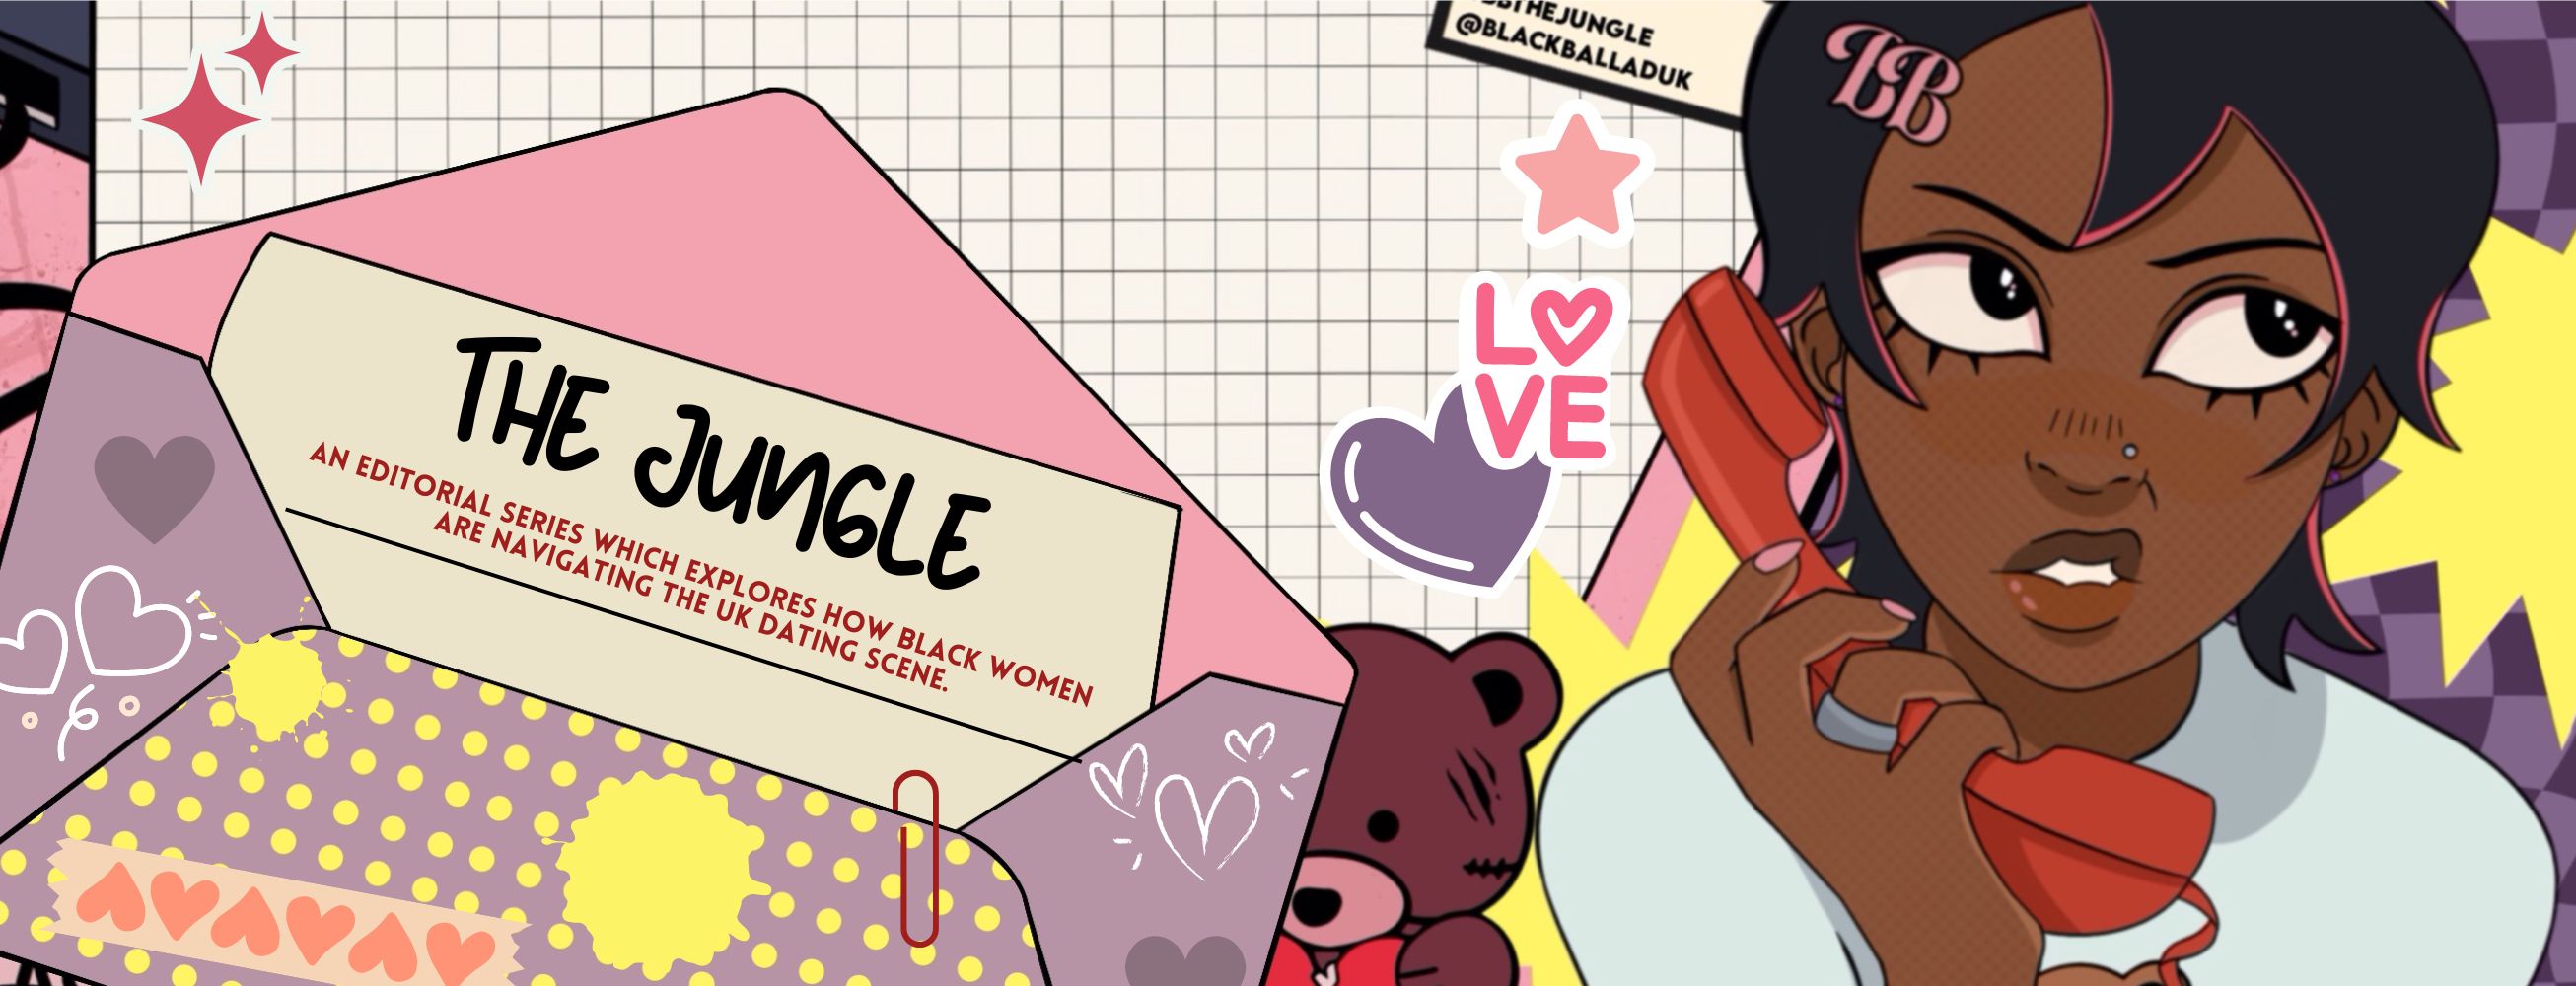 THE JUNGLE
AN EDITORIAL SERIES WHICH EXPLORES HOW BLACK WOMEN
ARE NAVIGATING THE UK DATING SCENE.
@BLACKBALLADUK
BB
LOVE